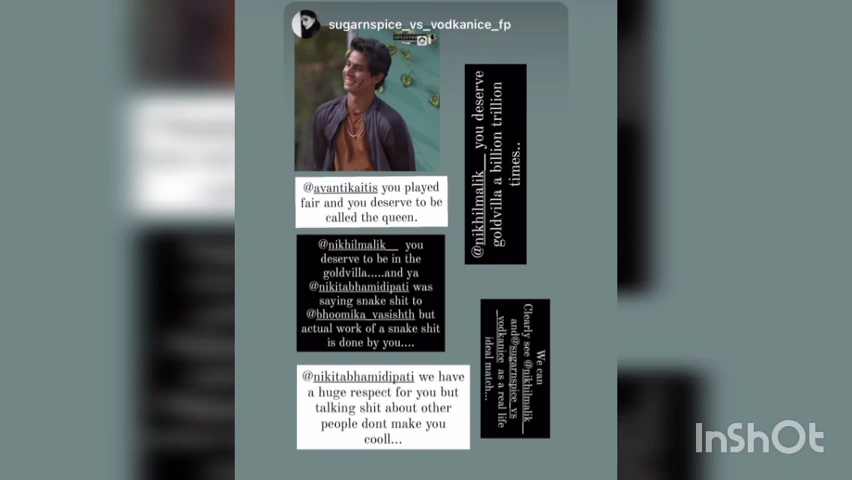 sugarnspice_vs_vodkanice_fp
@avantikaitis you played
fair and you deserve to be
called the queen.
@nikhilmalik__ you
deserve to be in the
goldvilla.....and ya
@nikitabhamidipati was
saying snake shit to
@bhoomika_vasishth but
actual work of a snake shit
is done by you....
@nikitabhamidipati we have
a huge respect for you but
talking shit about other
people dont make you
cooll...
@nikhilmalik__ you deserve
goldvilla a billion trillion
times..
We can
Clearly see @nikhilmalik__
and@sugarnspice_vs
_vodkanice as a real life
ideal match...
InShOt